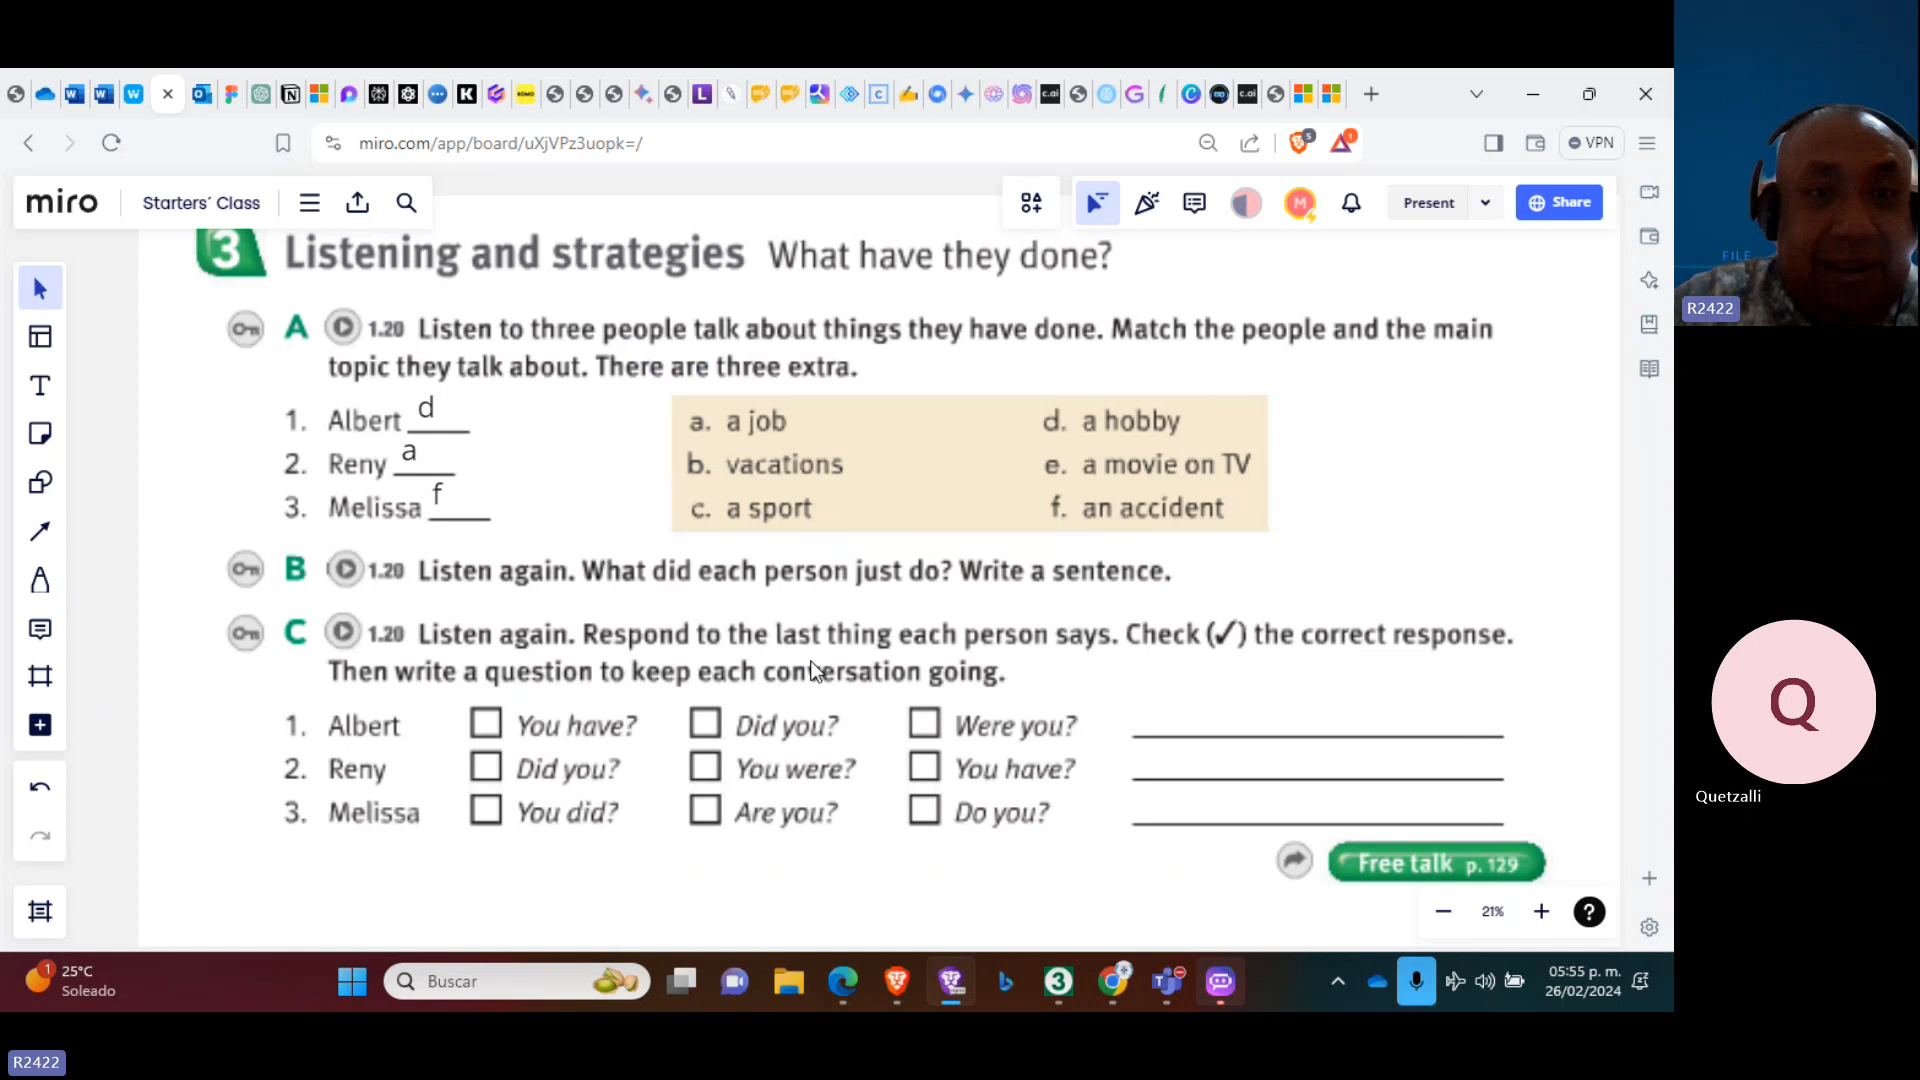 miro.com/app/board/uXjVPz3uopk=/
VPN
miro
Starters´ Class
M
Present
Share
3 Listening and strategies What have they done?
A 1.20 Listen to three people talk about things they have done. Match the people and the main
topic they talk about. There are three extra.
1. Albert d
2. Reny a
3. Melissa f
a. a job
b. vacations
c. a sport
d. a hobby
e. a movie on TV
f. an accident
B 1.20 Listen again. What did each person just do? Write a sentence.
C 1.20 Listen again. Respond to the last thing each person says. Check (✓) the correct response.
Then write a question to keep each conversation going.
1. Albert You have? Did you? Were you?
2. Reny Did you? You were? You have?
3. Melissa You did? Are you? Do you?
Free talk p. 129
21%
?
1
25°C
Soleado
Buscar
3
05:55 p. m.
26/02/2024
FILE
R2422
Q
Quetzalli
R2422